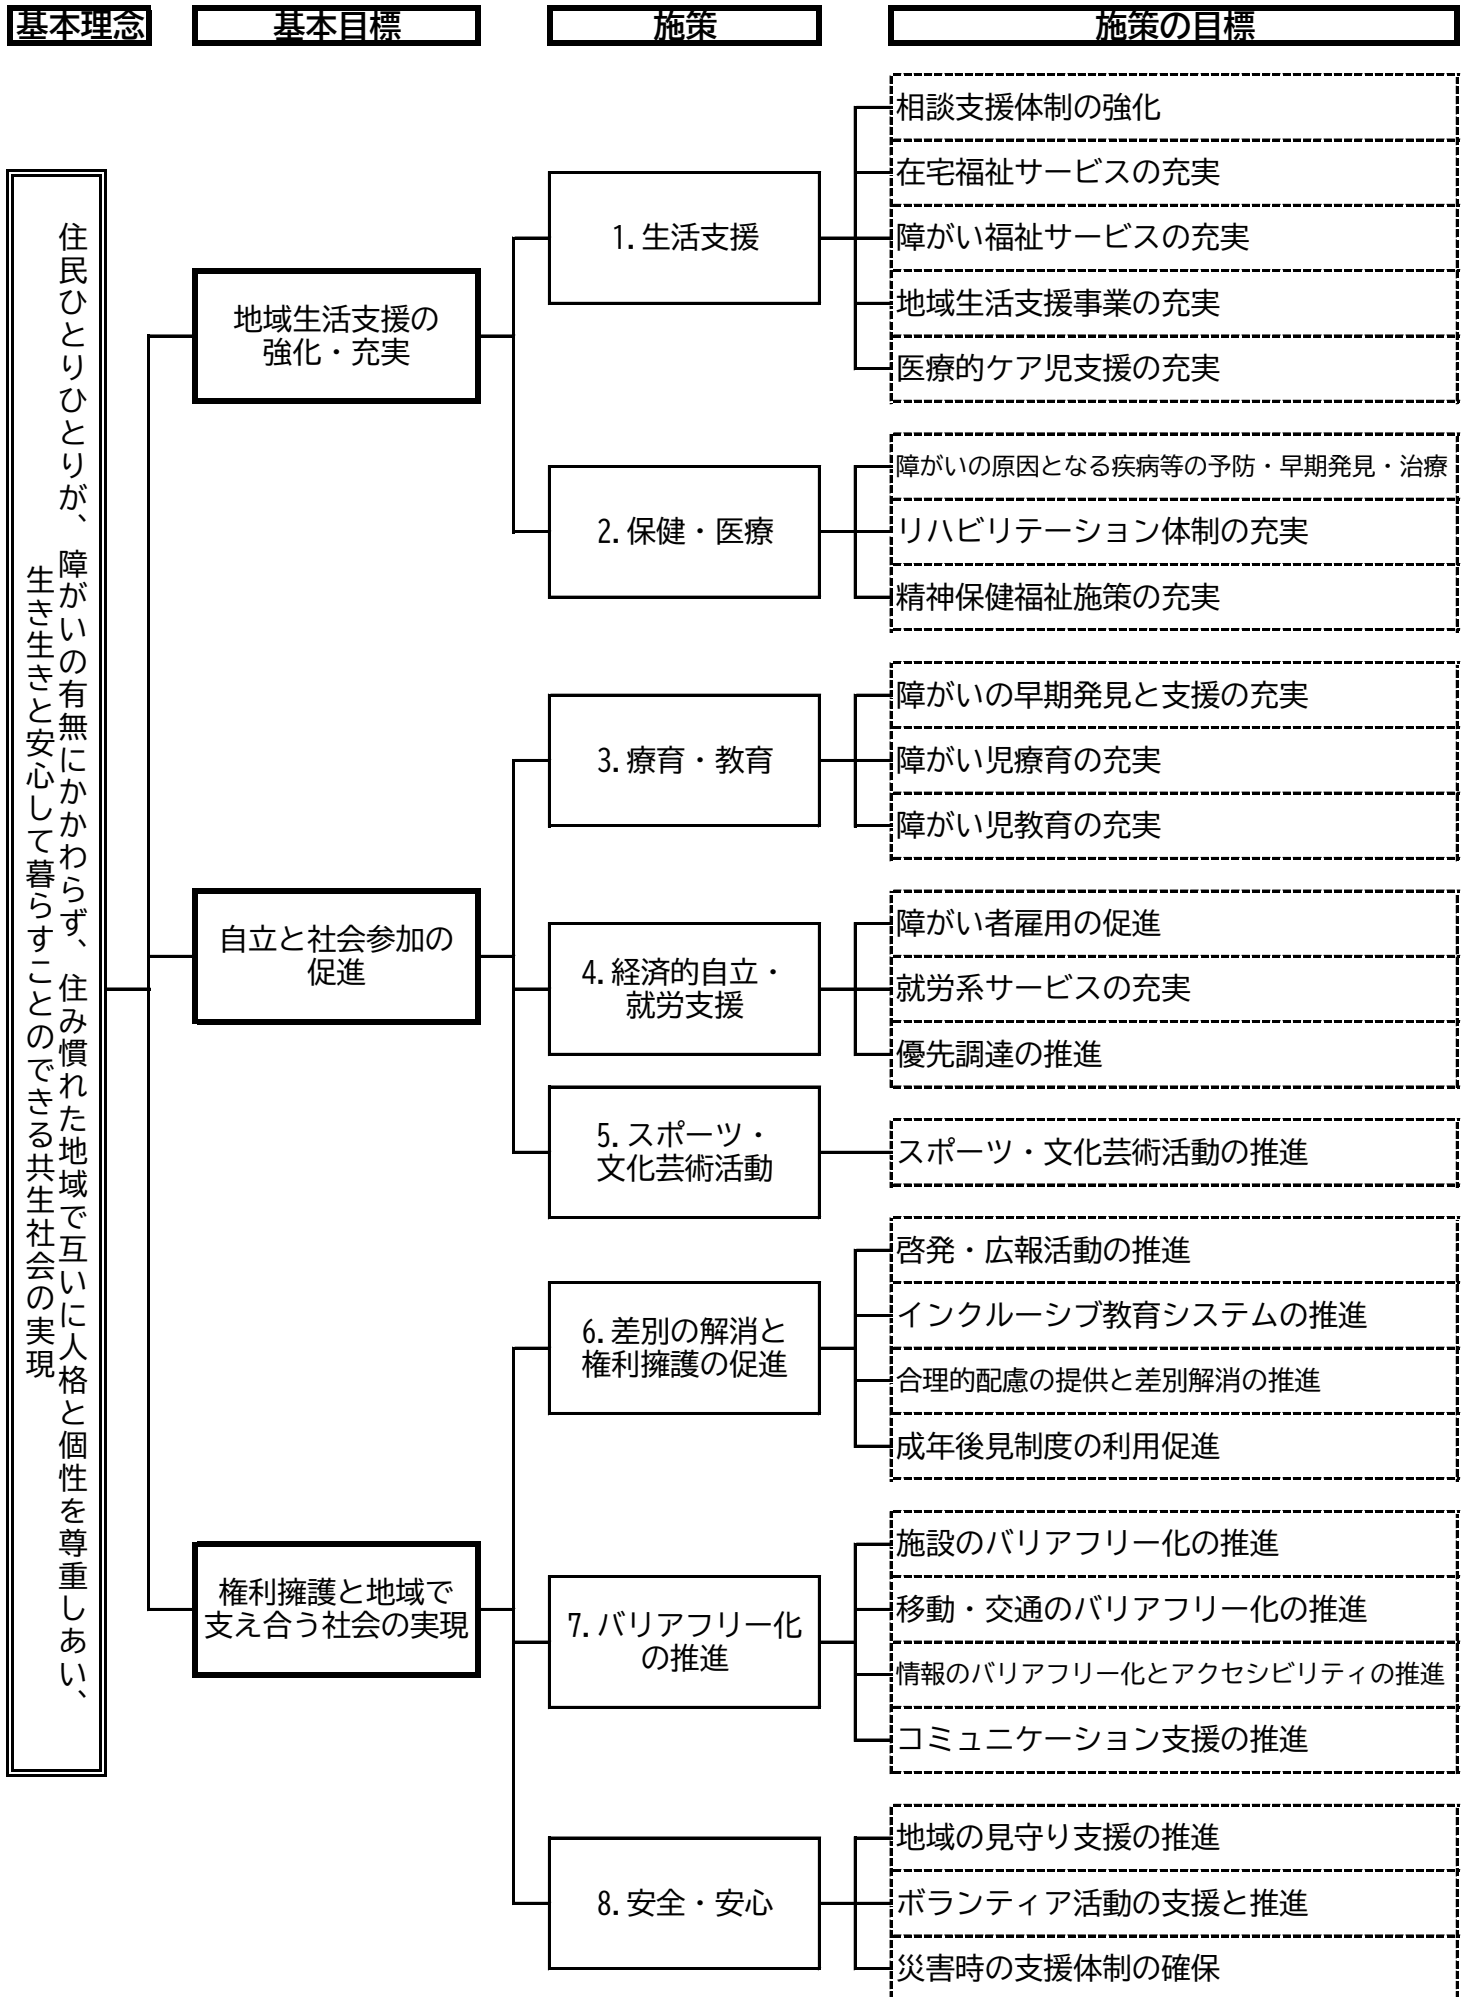 基本理念
基本目標
施策
施策の目標
住民ひとりひとりが、障がいの有無にかかわらず、住み慣れた地域で互いに人格と個性を尊重しあい、
生き生きと安心して暮らすことのできる共生社会の実現
地域生活支援の
強化・充実
1.生活支援
相談支援体制の強化
在宅福祉サービスの充実
障がい福祉サービスの充実
地域生活支援事業の充実
医療的ケア児支援の充実
2.保健・医療
障がいの原因となる疾病等の予防・早期発見・治療
リハビリテーション体制の充実
精神保健福祉施策の充実
自立と社会参加の
促進
3.療育・教育
障がいの早期発見と支援の充実
障がい児療育の充実
障がい児教育の充実
4.経済的自立・
就労支援
障がい者雇用の促進
就労系サービスの充実
優先調達の推進
5.スポーツ・
文化芸術活動
スポーツ・文化芸術活動の推進
権利擁護と地域で
支え合う社会の実現
6.差別の解消と
権利擁護の促進
啓発・広報活動の推進
インクルーシブ教育システムの推進
合理的配慮の提供と差別解消の推進
成年後見制度の利用促進
7.バリアフリー化
の推進
施設のバリアフリー化の推進
移動・交通のバリアフリー化の推進
情報のバリアフリー化とアクセシビリティの推進
コミュニケーション支援の推進
8.安全・安心
地域の見守り支援の推進
ボランティア活動の支援と推進
災害時の支援体制の確保